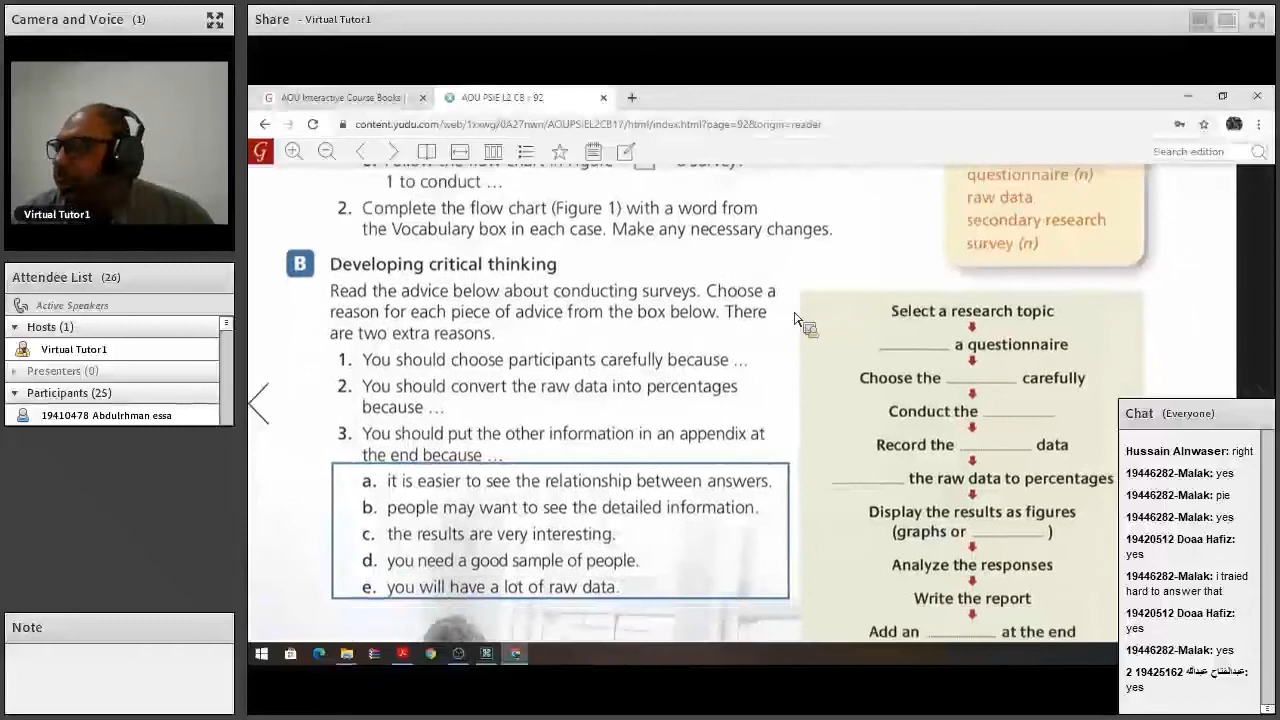 Camera and Voice (1)
Share - Virtual Tutor1
Virtual Tutor1
Attendee List (26)
Active Speakers
Hosts (1)
Virtual Tutor1
Presenters (0)
Participants (25)
19410478 Abdulrhman essa
Note
AOU Interactive Course Books
AOU PSIE L2 CB : 92
content.yudu.com/web/1xxwg/0A27nwn/AOUPSIEL2CB17/html/index.html?page=92&origin=reader
Search edition
1 to conduct …
2. Complete the flow chart (Figure 1) with a word from
the Vocabulary box in each case. Make any necessary changes.
questionnaire (n)
raw data
secondary research
survey (n)
B Developing critical thinking
Read the advice below about conducting surveys. Choose a
reason for each piece of advice from the box below. There
are two extra reasons.
1. You should choose participants carefully because …
2. You should convert the raw data into percentages
because …
3. You should put the other information in an appendix at
the end because …
a. it is easier to see the relationship between answers.
b. people may want to see the detailed information.
c. the results are very interesting.
d. you need a good sample of people.
e. you will have a lot of raw data.
Select a research topic
________ a questionnaire
Choose the ________ carefully
Conduct the ________
Record the ________ data
________ the raw data to percentages
Display the results as figures
(graphs or ________ )
Analyze the responses
Write the report
Add an ________ at the end
Chat (Everyone)
Hussain Alnwaser: right
19446282-Malak: yes
19446282-Malak: pie
19446282-Malak: yes
19420512 Doaa Hafiz:
yes
19446282-Malak: i traied
hard to answer that
19420512 Doaa Hafiz:
yes
19446282-Malak: yes
2 19425162 عبدالفتاح عبدالله:
yes